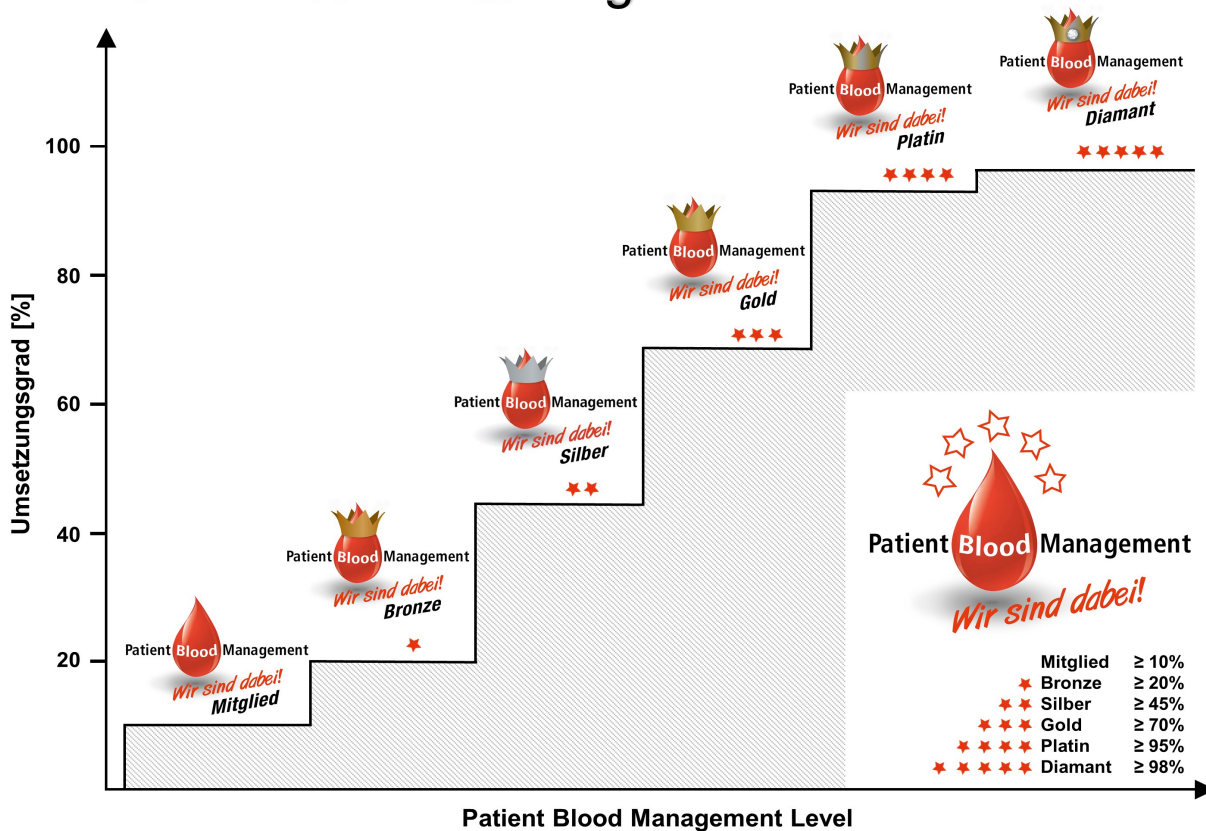 Patient Blood Management
Wir sind dabei!
Diamant
Patient Blood Management
Wir sind dabei!
Platin
100
Patient Blood Management
Wir sind dabei!
Gold
80
Patient Blood Management
Wir sind dabei!
Silber
60
Umsetzungsgrad [%]
Patient Blood Management
Wir sind dabei!
Bronze
40
Patient Blood Management
Wir sind dabei!
Mitglied
20
Patient Blood Management
Wir sind dabei!
Mitglied ≥ 10%
Bronze ≥ 20%
Silber ≥ 45%
Gold ≥ 70%
Platin ≥ 95%
Diamant ≥ 98%
Patient Blood Management Level